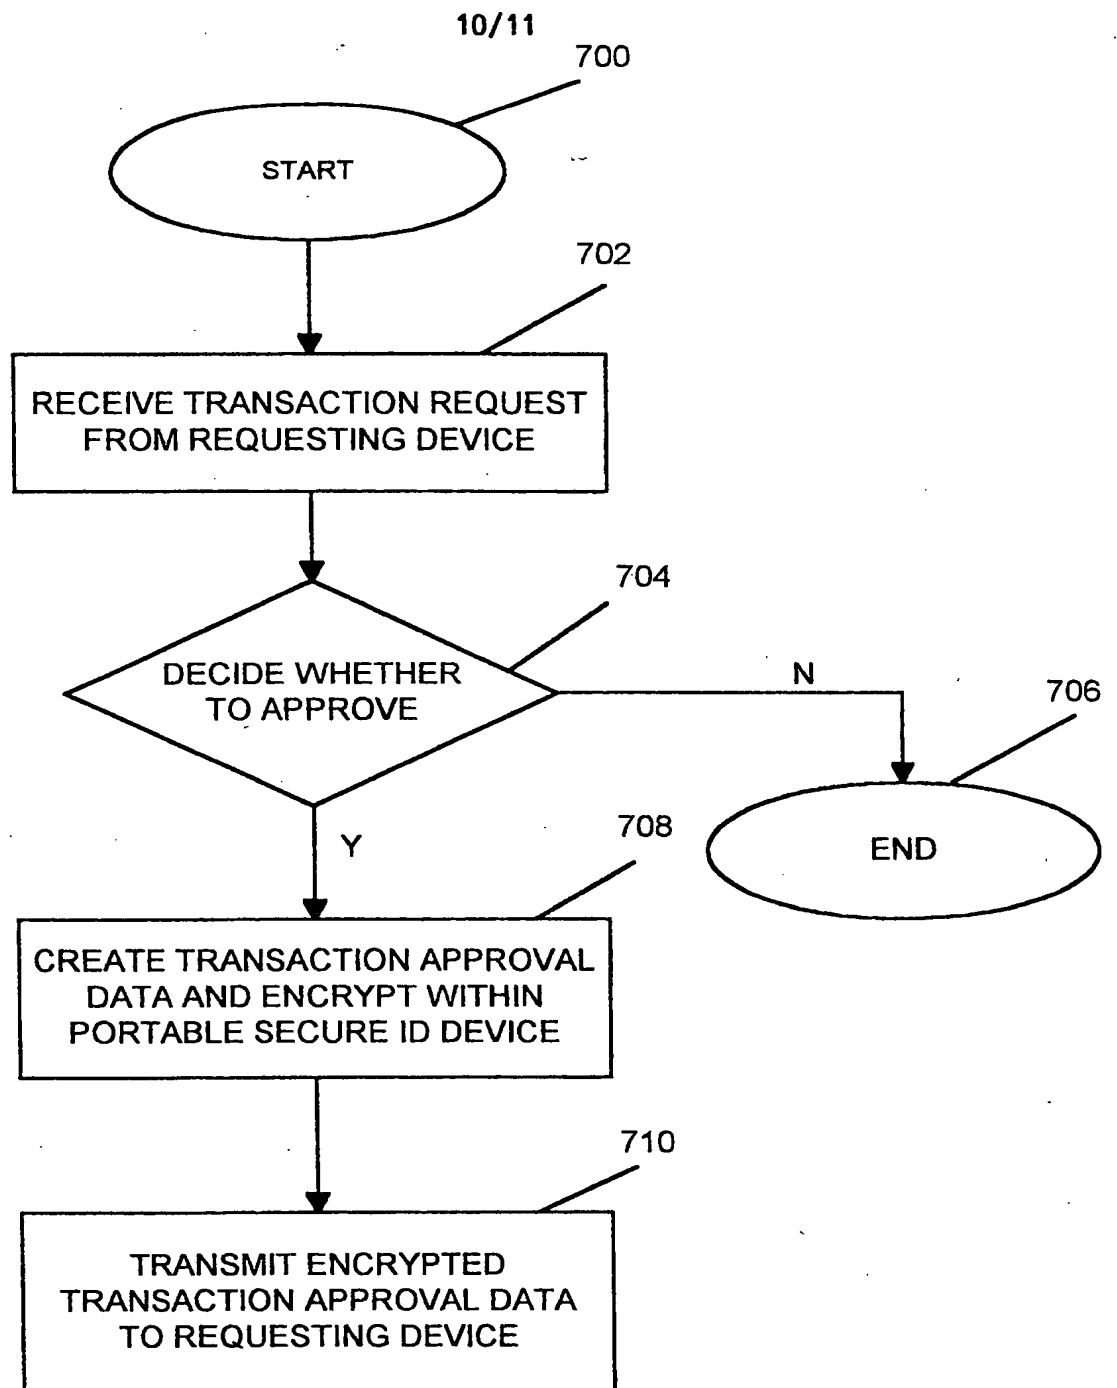 10/11
700
START
702
RECEIVE TRANSACTION REQUEST
FROM REQUESTING DEVICE
704
DECIDE WHETHER
TO APPROVE
N
706
END
Y
708
CREATE TRANSACTION APPROVAL
DATA AND ENCRYPT WITHIN
PORTABLE SECURE ID DEVICE
710
TRANSMIT ENCRYPTED
TRANSACTION APPROVAL DATA
TO REQUESTING DEVICE